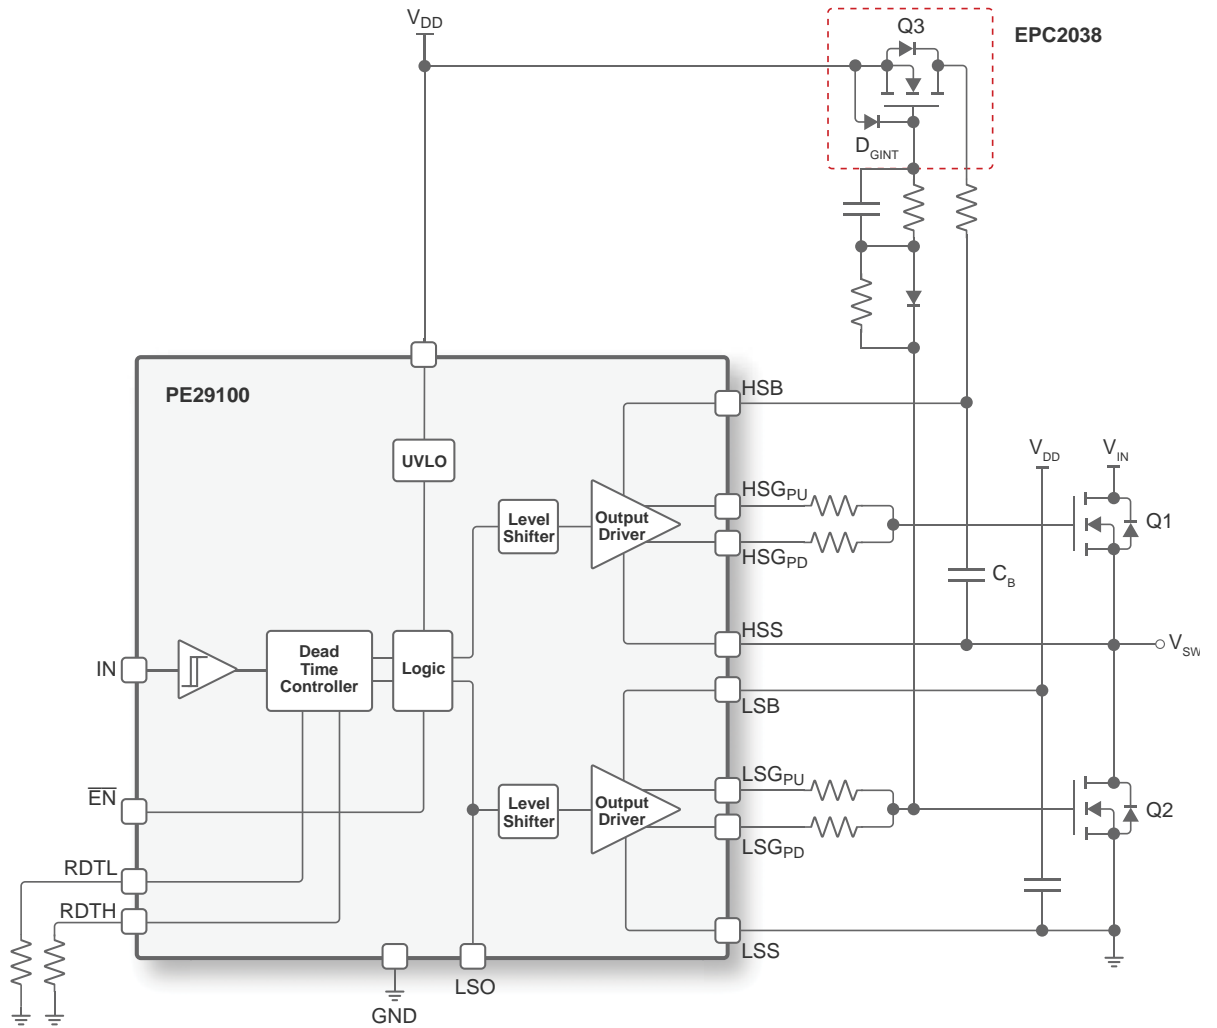 V_DD
Q3
EPC2038
D_GINT
PE29100
HSB
UVLO
V_DD
V_IN
HSG_PU
Level
Shifter
Output
Driver
Q1
HSG_PD
C_B
HSS
V_SW
IN
Dead
Time
Controller
Logic
LSB
LSG_PU
EN
Level
Shifter
Output
Driver
Q2
LSG_PD
RDTL
RDTH
LSS
LSO
GND